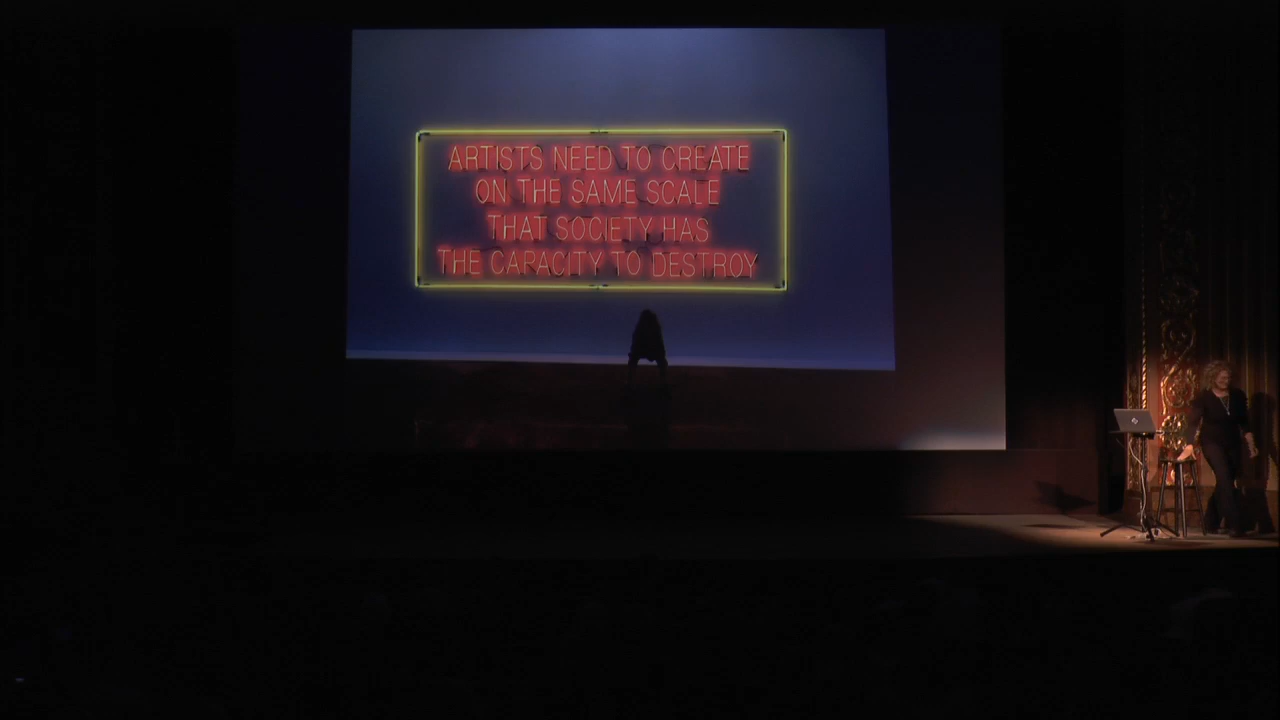 ARTISTS NEED TO CREATE
ON THE SAME SCALE
THAT SOCIETY HAS
THE CAPACITY TO DESTROY